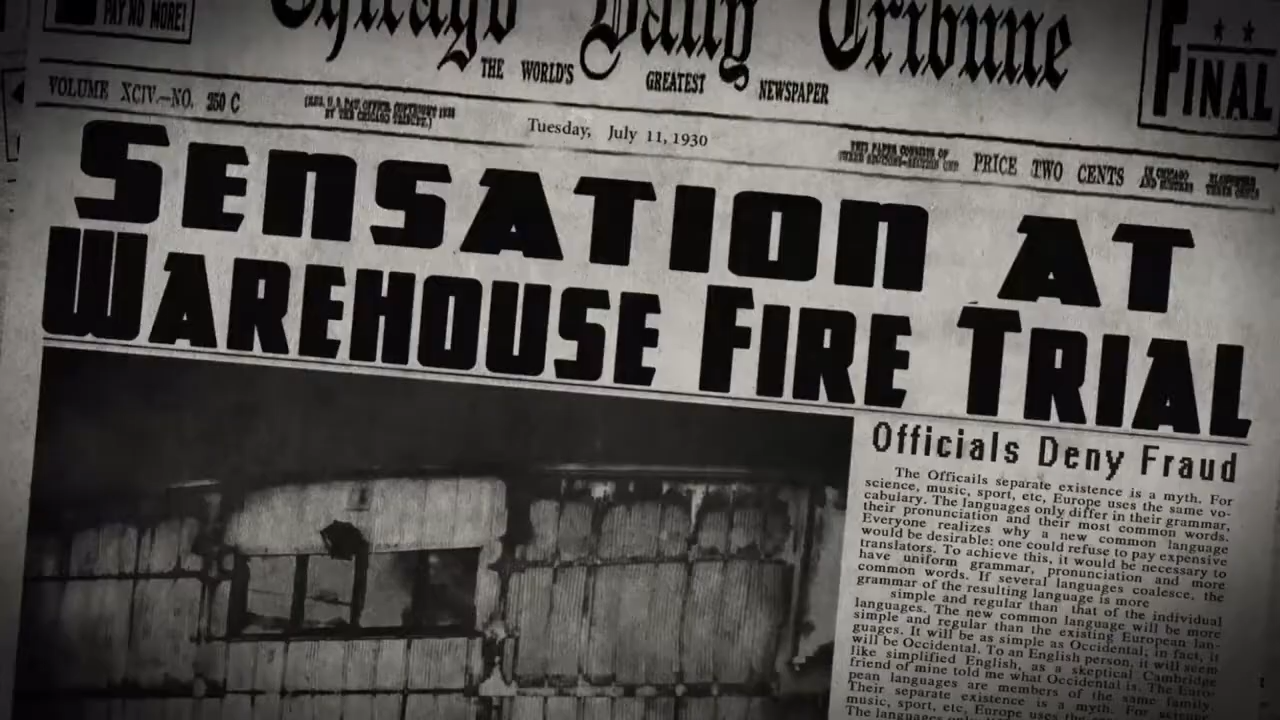 PAY NO MORE!
Chicago Daily Tribune
FINAL
THE WORLD'S GREATEST NEWSPAPER
VOLUME XCIV.—NO. 250 C
Tuesday, July 11, 1930
PRICE TWO CENTS
SENSATION AT
WAREHOUSE FIRE TRIAL
Officials Deny Fraud
The Officails separate existence is a myth. For
science, music, sport, etc, Europe uses the same vo-
cabulary. The languages only differ in their grammar,
their pronunciation and their most common words.
Everyone realizes why a new common language
would be desirable: one could refuse to pay expensive
translators. To achieve this, it would be necessary to
have uniform grammar, pronunciation and more
common words. If several languages coalesce, the
grammar of the resulting language is more
simple and regular than that of the individual
languages. The new common language will be more
simple and regular than the existing European lan-
guages. It will be as simple as Occidental; in fact, it
will be Occidental. To an English person, it will seem
like simplified English, as a skeptical Cambridge
friend of mine told me what Occidental is. The Euro-
pean languages are members of the same family.
Their separate existence is a myth. For science,
music, sport, etc, Europe uses the
The languages only